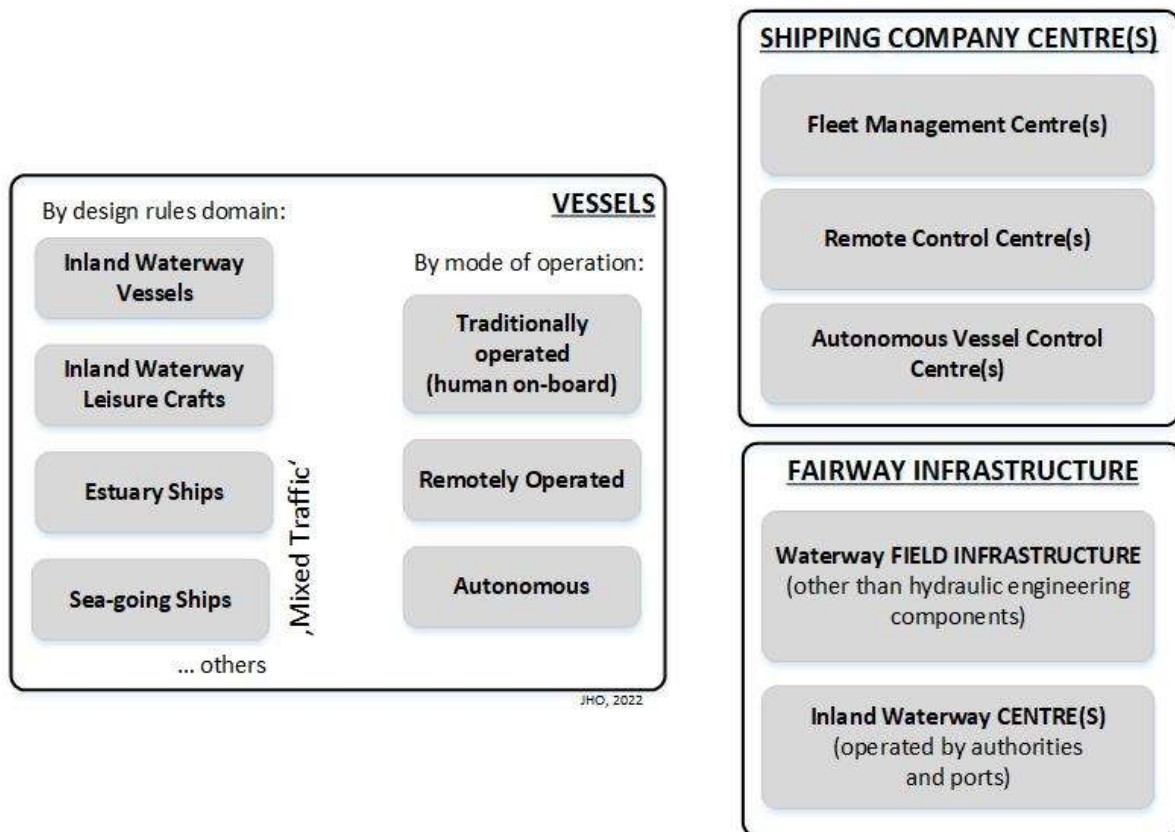 SHIPPING COMPANY CENTRE(S)
Fleet Management Centre(s)
Remote Control Centre(s)
Autonomous Vessel Control
Centre(s)
VESSELS
By design rules domain:
Inland Waterway
Vessels
Inland Waterway
Leisure Crafts
Estuary Ships
Sea-going Ships
... others
‚Mixed Traffic‘
By mode of operation:
Traditionally
operated
(human on-board)
Remotely Operated
Autonomous
JHO, 2022
FAIRWAY INFRASTRUCTURE
Waterway FIELD INFRASTRUCTURE
(other than hydraulic engineering
components)
Inland Waterway CENTRE(S)
(operated by authorities
and ports)